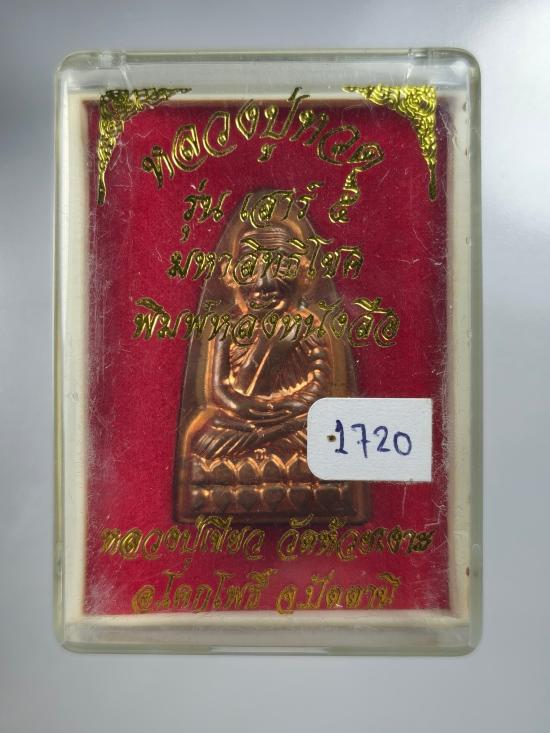 หลวงปู่ทวด
รุ่น เสาร์ ๕
มหาสิทธิโชค
พิมพ์หลังหนังสือ
1720
หลวงปู่เขียว วัดห้วยเงาะ
อ.โคกโพธิ์ จ.ปัตตานี